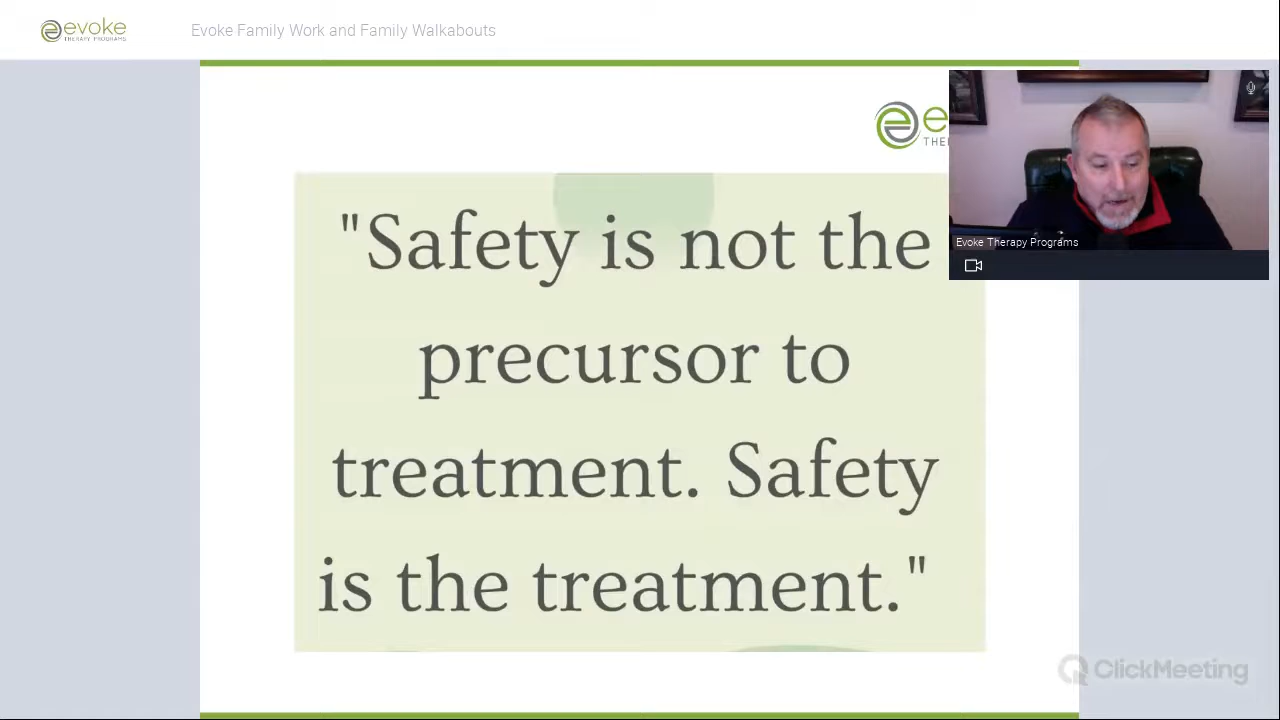 evoke
THERAPY PROGRAMS
Evoke Family Work and Family Walkabouts
e
THE
"Safety is not the
precursor to
treatment. Safety
is the treatment."
Evoke Therapy Programs
ClickMeeting